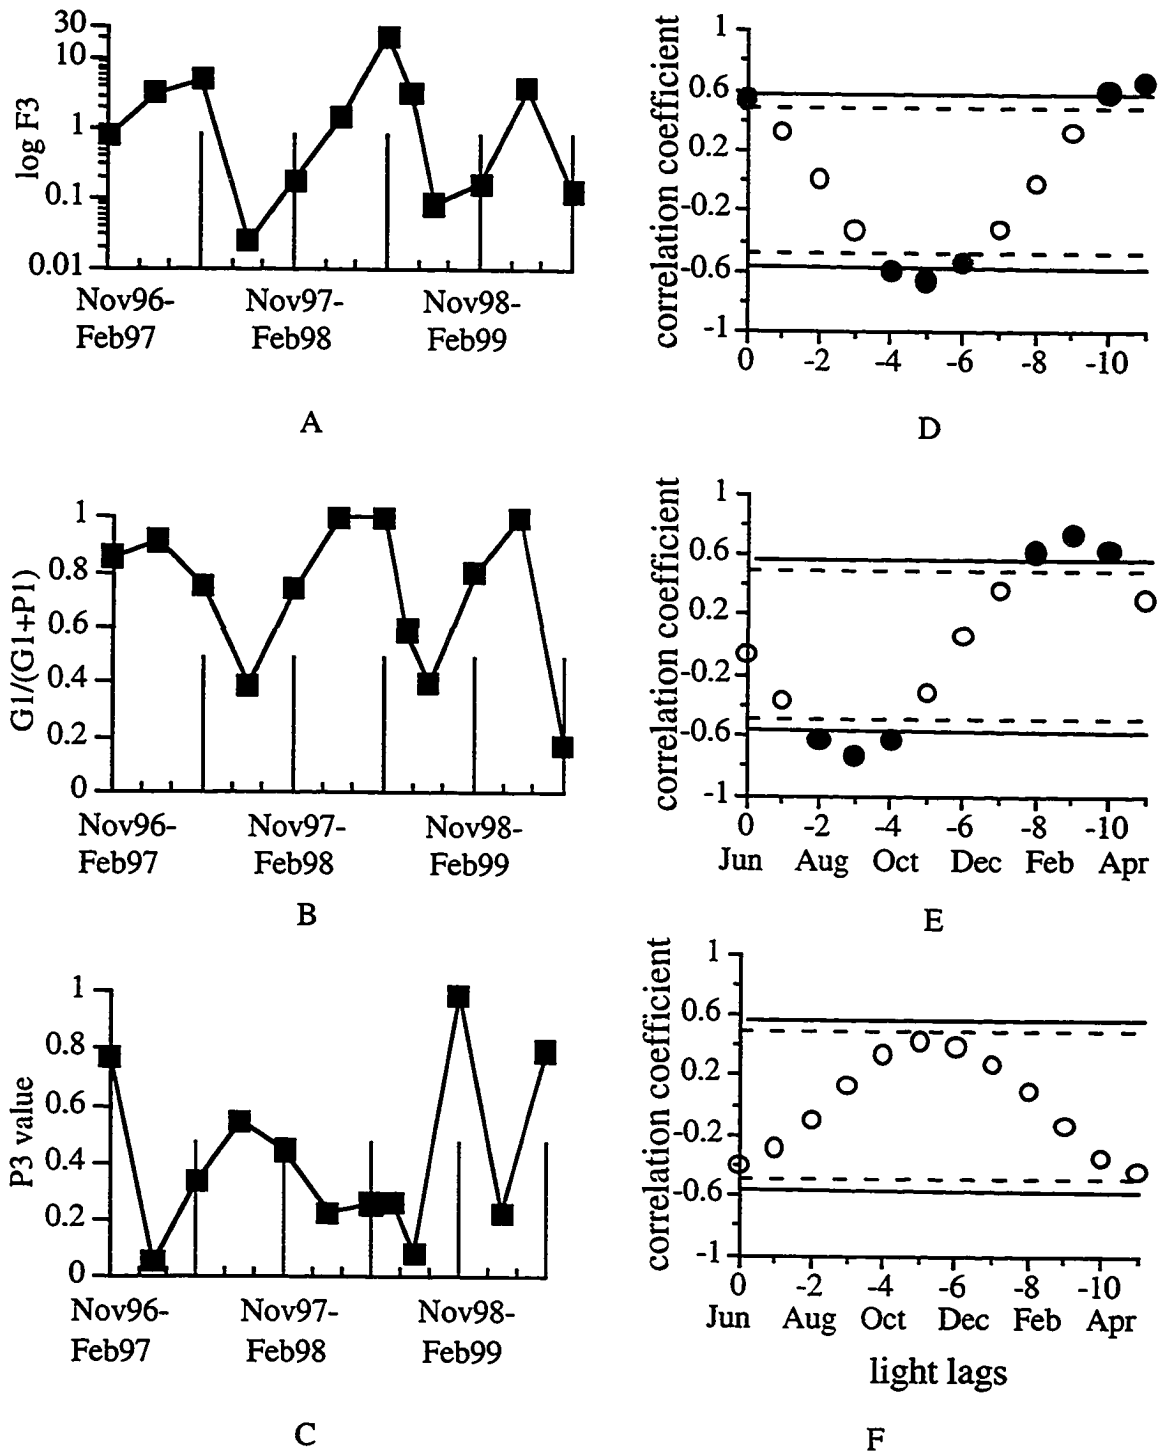 30
10
1
0.1
0.01
log F3
Nov96-
Feb97
Nov97-
Feb98
Nov98-
Feb99
A
1
0.6
0.2
-0.2
-0.6
-1
correlation coefficient
0
-2
-4
-6
-8
-10
D
1
0.8
0.6
0.4
0.2
0
G1/(G1+P1)
Nov96-
Feb97
Nov97-
Feb98
Nov98-
Feb99
B
1
0.6
0.2
-0.2
-0.6
-1
correlation coefficient
0
-2
-4
-6
-8
-10
Jun Aug Oct Dec Feb Apr
E
1
0.8
0.6
0.4
0.2
0
P3 value
Nov96-
Feb97
Nov97-
Feb98
Nov98-
Feb99
C
1
0.6
0.2
-0.2
-0.6
-1
correlation coefficient
0
-2
-4
-6
-8
-10
Jun Aug Oct Dec Feb Apr
light lags
F